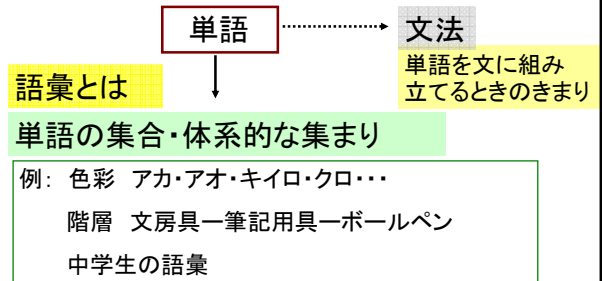 単語
文法
単語を文に組み
立てるときのきまり
語彙とは
単語の集合・体系的な集まり
例： 色彩 アカ・アオ・キイロ・クロ・・・
階層 文房具ー筆記用具ーボールペン
中学生の語彙